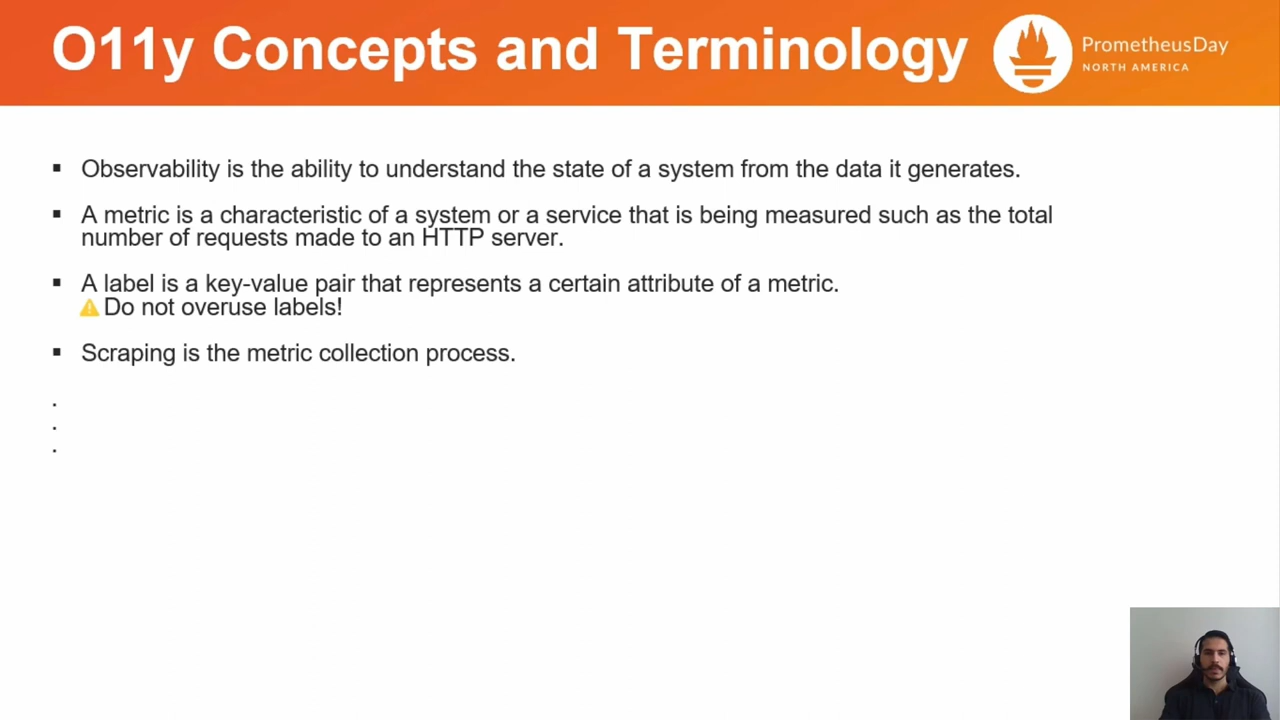 O11y Concepts and Terminology
PrometheusDay
NORTH AMERICA
▪ Observability is the ability to understand the state of a system from the data it generates.
▪ A metric is a characteristic of a system or a service that is being measured such as the total
number of requests made to an HTTP server.
▪ A label is a key-value pair that represents a certain attribute of a metric.
⚠️Do not overuse labels!
▪ Scraping is the metric collection process.
.
.
.